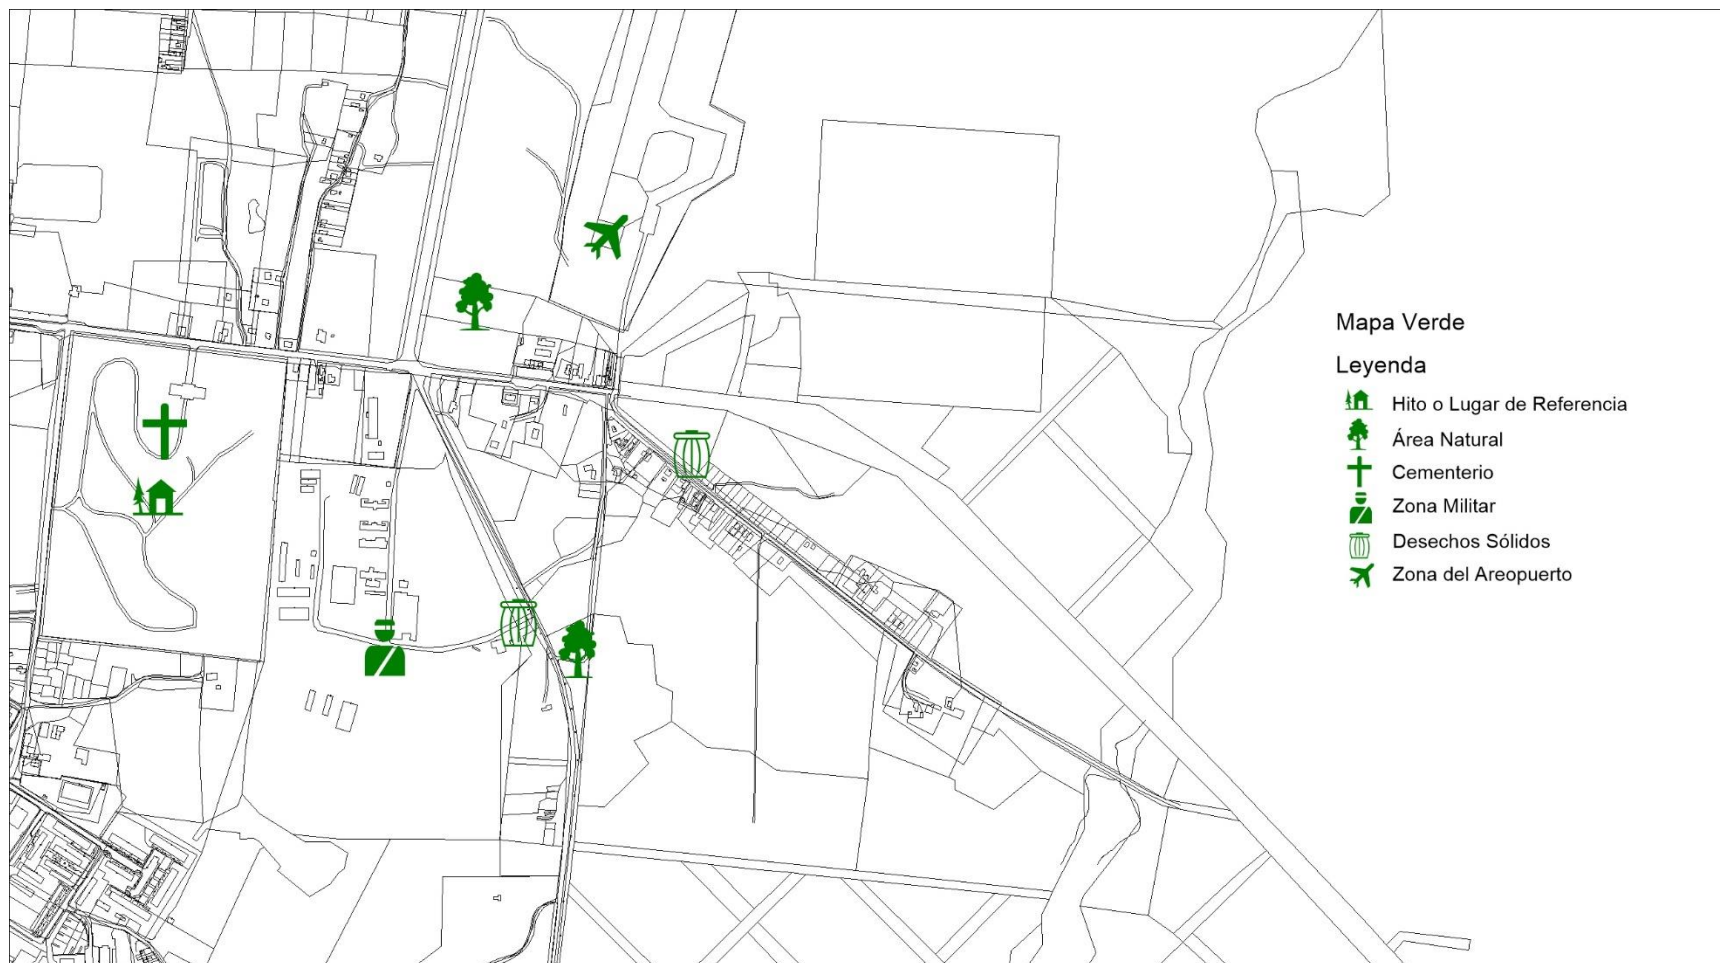 Mapa Verde
Leyenda
Hito o Lugar de Referencia
Área Natural
Cementerio
Zona Militar
Desechos Sólidos
Zona del Areopuerto